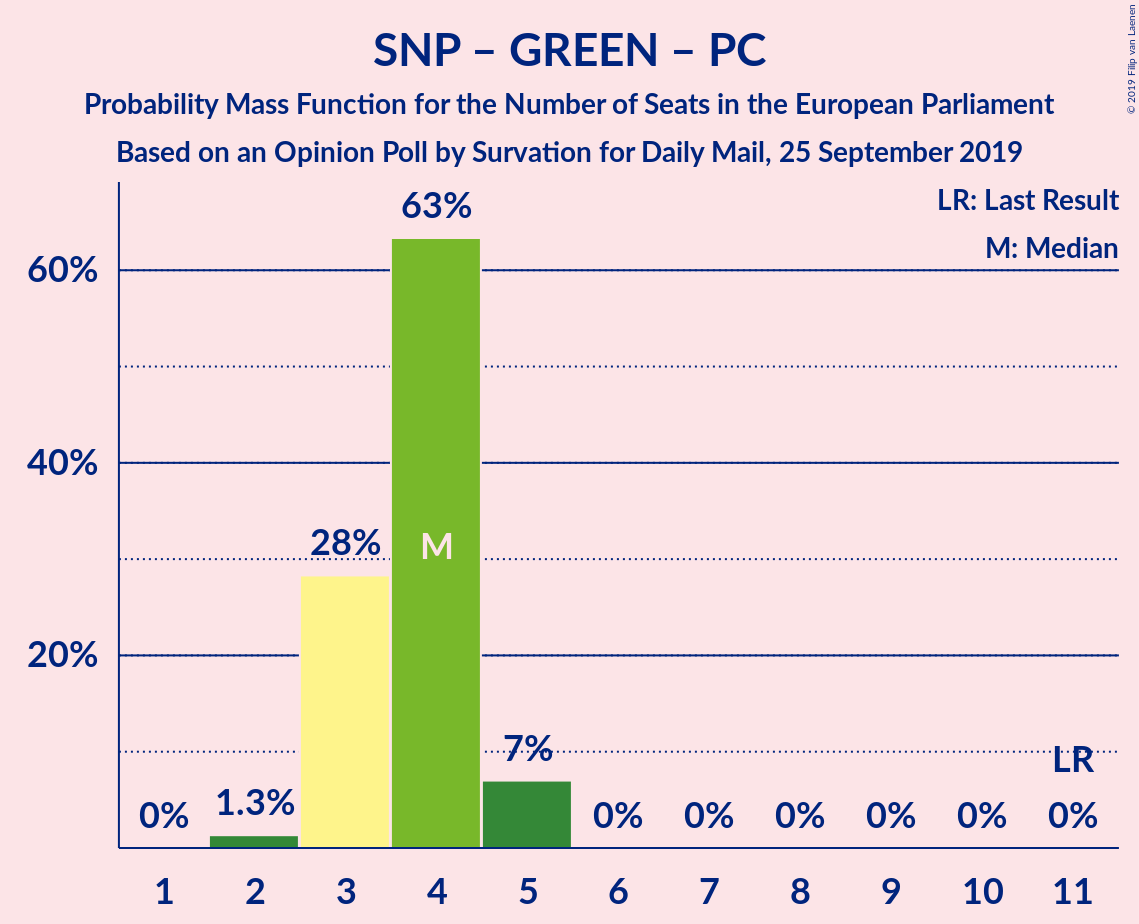 SNP – GREEN – PC
Probability Mass Function for the Number of Seats in the European Parliament
Based on an Opinion Poll by Survation for Daily Mail, 25 September 2019
© 2019 Filip van Laenen
LR: Last Result
M: Median
63%
60%
40%
28%
M
20%
7%
LR
0% 1.3% 0% 0% 0% 0% 0% 0%
1 2 3 4 5 6 7 8 9 10 11